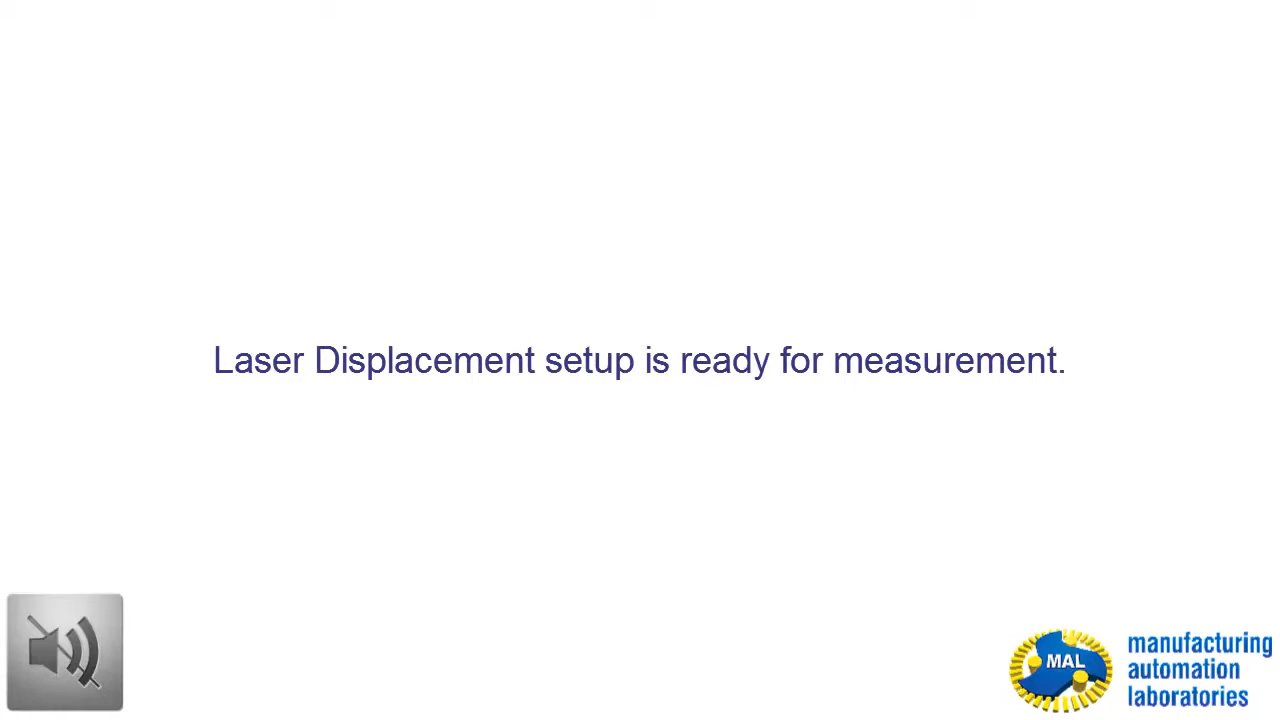 Laser Displacement setup is ready for measurement.
MAL
manufacturing
automation
laboratories